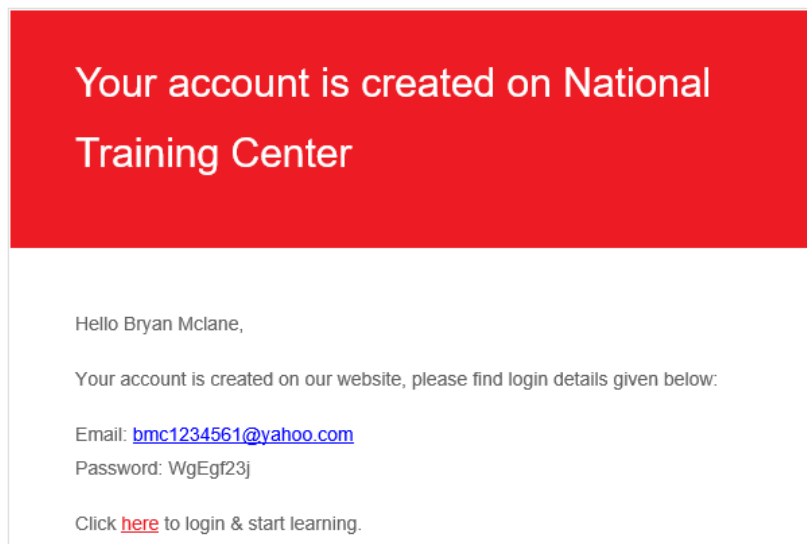 Your account is created on National
Training Center
Hello Bryan Mclane,
Your account is created on our website, please find login details given below:
Email: bmc1234561@yahoo.com
Password: WgEgf23j
Click here to login & start learning.